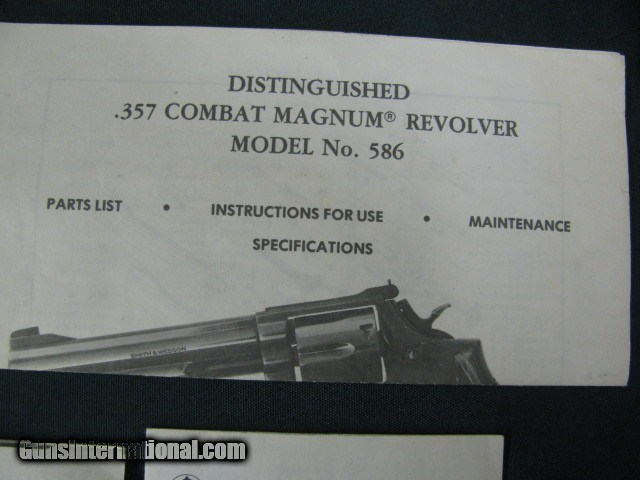 DISTINGUISHED
.357 COMBAT MAGNUM® REVOLVER
MODEL No. 586
PARTS LIST • INSTRUCTIONS FOR USE • MAINTENANCE
SPECIFICATIONS
SMITH & WESSON
GunsInternational.com